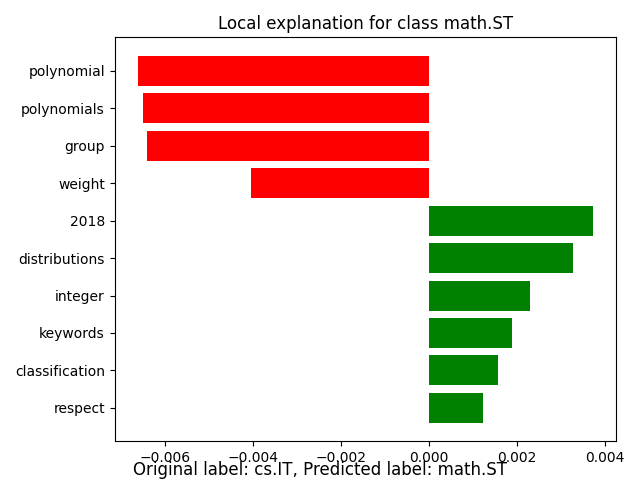 Local explanation for class math.ST
polynomial
polynomials
group
weight
2018
distributions
integer
keywords
classification
respect
−0.006 −0.004 −0.002 0.000 0.002 0.004
Original label: cs.IT, Predicted label: math.ST